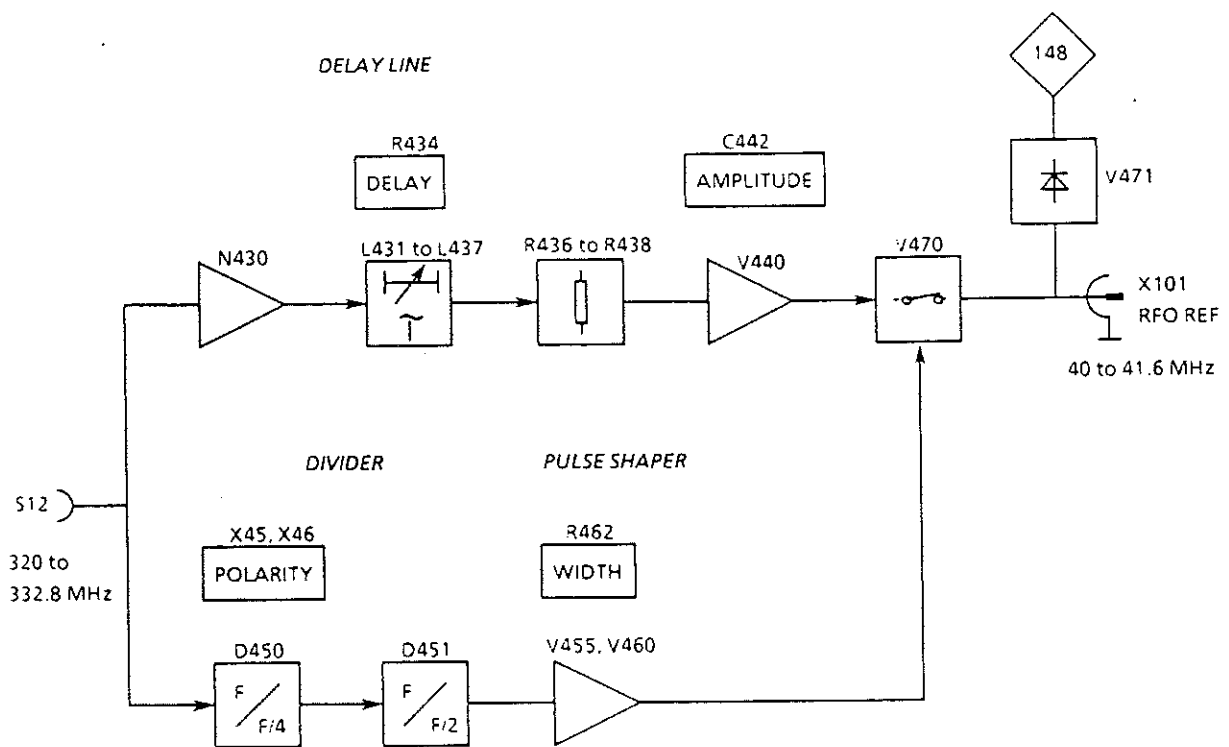 148
DELAY LINE
R434
DELAY
C442
AMPLITUDE
V471
N430
L431 to L437
R436 to R438
V440
V470
X101
RFO REF
40 to 41.6 MHz
DIVIDER
PULSE SHAPER
S12
320 to
332.8 MHz
X45, X46
POLARITY
R462
WIDTH
D450
F
F/4
D451
F
F/2
V455, V460